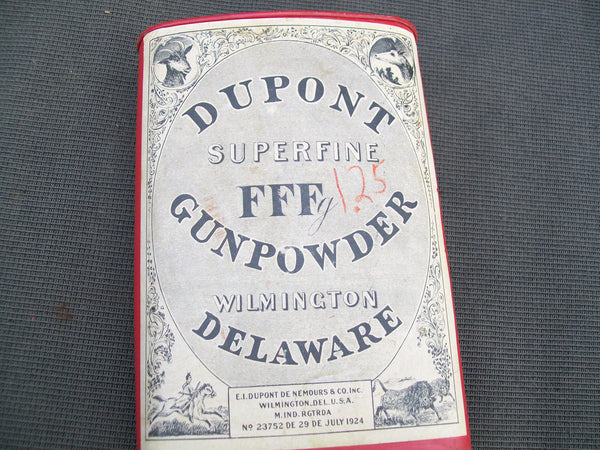 DUPONT
SUPERFINE
FFFg 1.25
GUNPOWDER
WILMINGTON
DELAWARE
E.I.DUPONT DE NEMOURS & CO.INC.
WILMINGTON, DEL. U.S.A.
M. IND. RGTRDA
Nº 23752 DE 29 DE JULY 1924